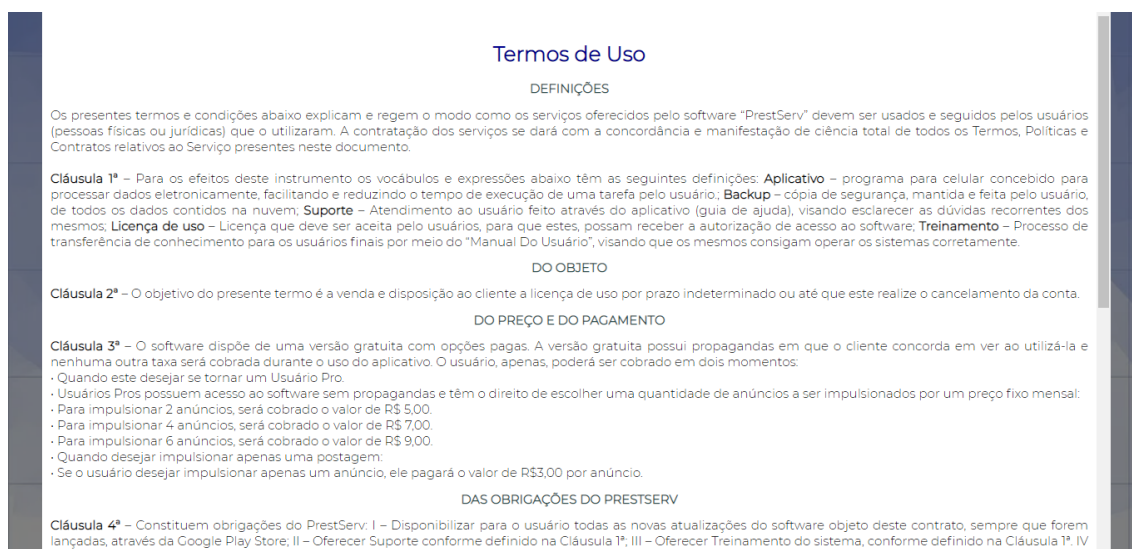 Termos de Uso
DEFINIÇÕES
Os presentes termos e condições abaixo explicam e regem o modo como os serviços oferecidos pelo software “PrestServ” devem ser usados e seguidos pelos usuários
(pessoas físicas ou jurídicas) que o utilizaram. A contratação dos serviços se dará com a concordância e manifestação de ciência total de todos os Termos, Políticas e
Contratos relativos ao Serviço presentes neste documento.
Cláusula 1ª – Para os efeitos deste instrumento os vocábulos e expressões abaixo têm as seguintes definições: Aplicativo – programa para celular concebido para
processar dados eletronicamente, facilitando e reduzindo o tempo de execução de uma tarefa pelo usuário.; Backup – cópia de segurança, mantida e feita pelo usuário,
de todos os dados contidos na nuvem; Suporte – Atendimento ao usuário feito através do aplicativo (guia de ajuda), visando esclarecer as dúvidas recorrentes dos
mesmos; Licença de uso – Licença que deve ser aceita pelo usuários, para que estes, possam receber a autorização de acesso ao software; Treinamento – Processo de
transferência de conhecimento para os usuários finais por meio do “Manual Do Usuário”, visando que os mesmos consigam operar os sistemas corretamente.
DO OBJETO
Cláusula 2ª – O objetivo do presente termo é a venda e disposição ao cliente a licença de uso por prazo indeterminado ou até que este realize o cancelamento da conta.
DO PREÇO E DO PAGAMENTO
Cláusula 3ª – O software dispõe de uma versão gratuita com opções pagas. A versão gratuita possui propagandas em que o cliente concorda em ver ao utilizá-la e
nenhuma outra taxa será cobrada durante o uso do aplicativo. O usuário, apenas, poderá ser cobrado em dois momentos:
• Quando este desejar se tornar um Usuário Pro.
• Usuários Pros possuem acesso ao software sem propagandas e têm o direito de escolher uma quantidade de anúncios a ser impulsionados por um preço fixo mensal:
• Para impulsionar 2 anúncios, será cobrado o valor de R$ 5,00.
• Para impulsionar 4 anúncios, será cobrado o valor de R$ 7,00.
• Para impulsionar 6 anúncios, será cobrado o valor de R$ 9,00.
• Quando desejar impulsionar apenas uma postagem:
• Se o usuário desejar impulsionar apenas um anúncio, ele pagará o valor de R$3,00 por anúncio.
DAS OBRIGAÇÕES DO PRESTSERV
Cláusula 4ª – Constituem obrigações do PrestServ: I – Disponibilizar para o usuário todas as novas atualizações do software objeto deste contrato, sempre que forem
lançadas, através da Google Play Store; II – Oferecer Suporte conforme definido na Cláusula 1ª; III – Oferecer Treinamento do sistema, conforme definido na Cláusula 1ª. IV